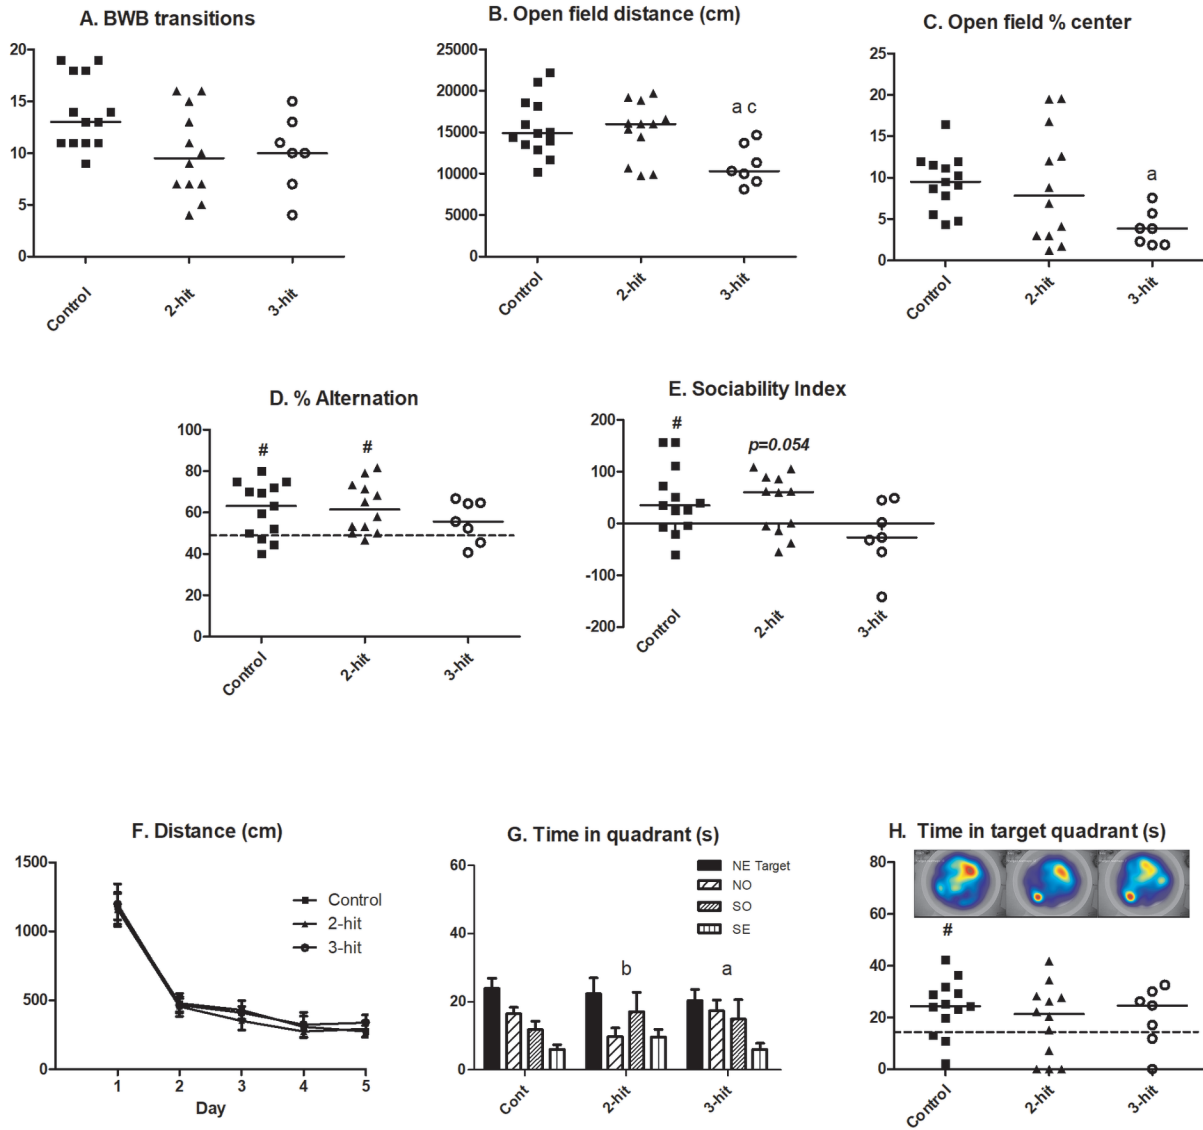 A. BWB transitions
20
15
10
5
0
Control
2-hit
3-hit
B. Open field distance (cm)
25000
20000
15000
10000
5000
0
a c
Control
2-hit
3-hit
C. Open field % center
25
20
15
10
5
0
a
Control
2-hit
3-hit
D. % Alternation
100
80
60
40
20
0
#
#
Control
2-hit
3-hit
E. Sociability Index
200
100
0
-100
-200
#
p=0.054
Control
2-hit
3-hit
F. Distance (cm)
1500
1000
500
0
Control
2-hit
3-hit
1 2 3 4 5
Day
G. Time in quadrant (s)
60
40
20
0
NE Target
NO
SO
SE
b
a
Cont
2-hit
3-hit
H. Time in target quadrant (s)
80
60
40
20
0
#
Control
2-hit
3-hit